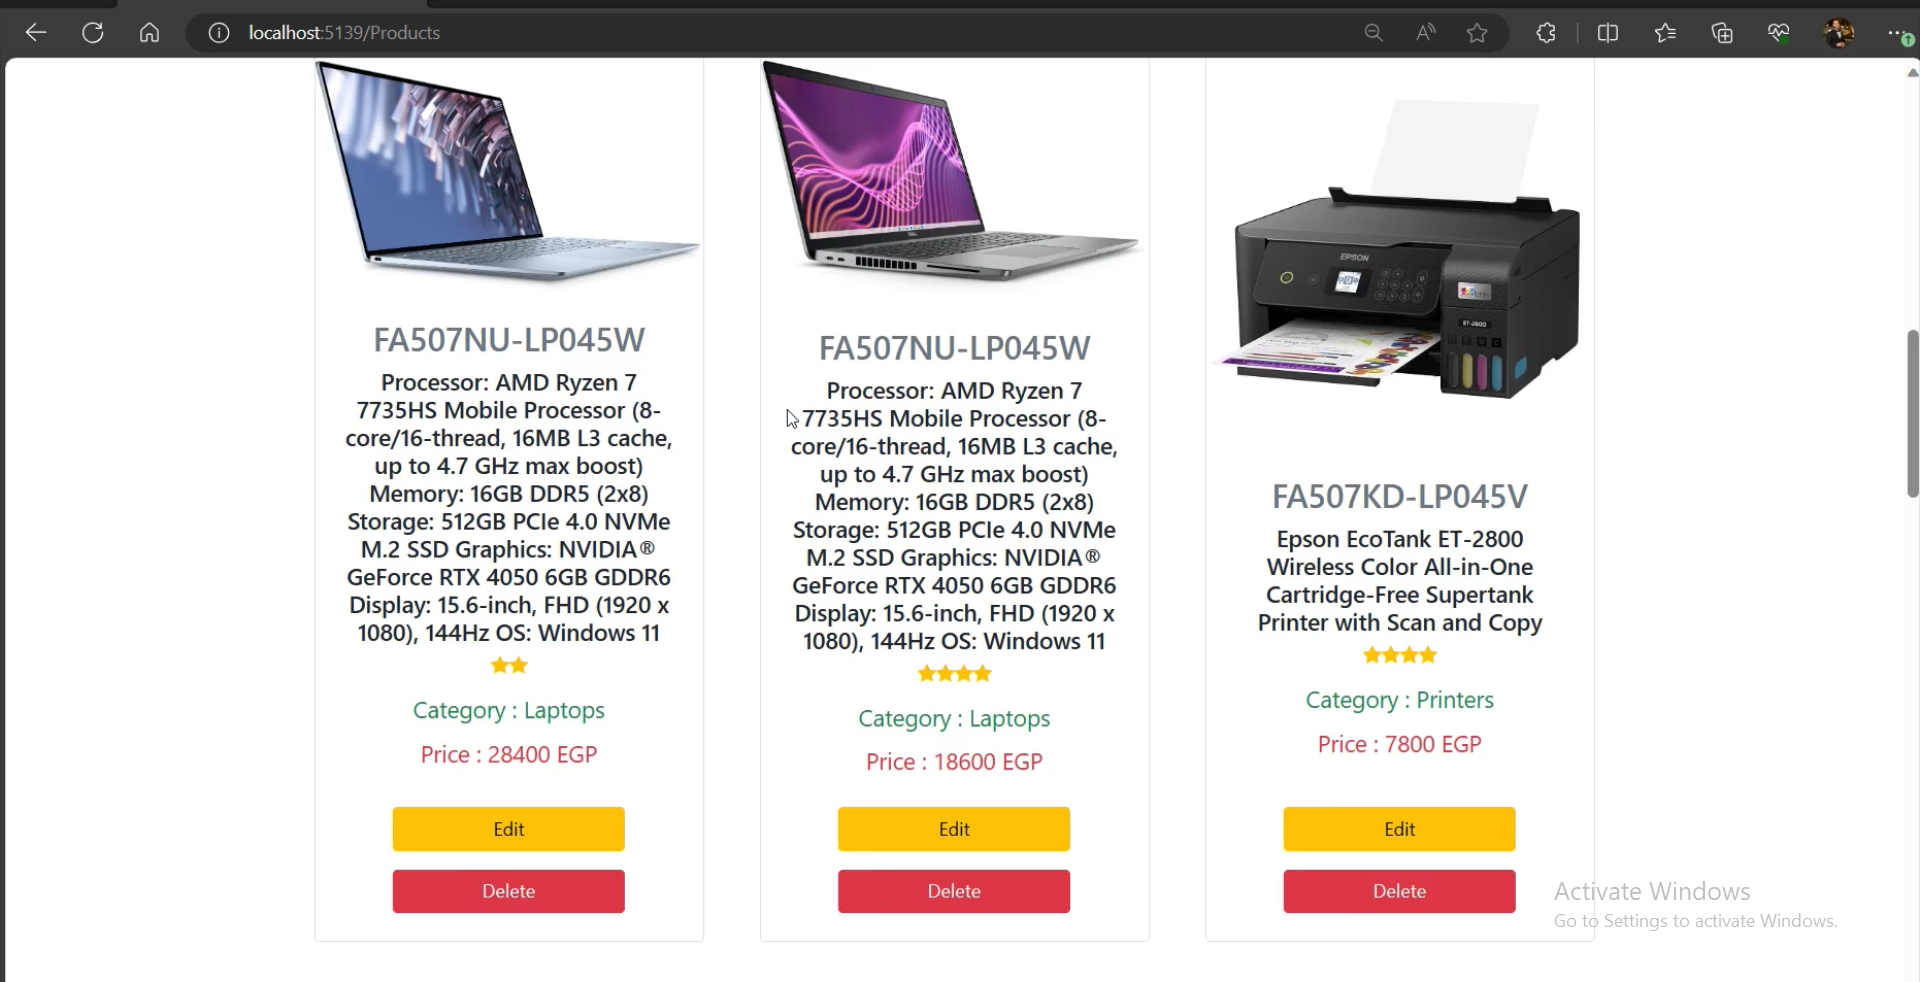 localhost:5139/Products
FA507NU-LP045W
Processor: AMD Ryzen 7
7735HS Mobile Processor (8-
core/16-thread, 16MB L3 cache,
up to 4.7 GHz max boost)
Memory: 16GB DDR5 (2x8)
Storage: 512GB PCIe 4.0 NVMe
M.2 SSD Graphics: NVIDIA®
GeForce RTX 4050 6GB GDDR6
Display: 15.6-inch, FHD (1920 x
1080), 144Hz OS: Windows 11
Category : Laptops
Price : 28400 EGP
Edit
Delete
DELL
FA507NU-LP045W
Processor: AMD Ryzen 7
7735HS Mobile Processor (8-
core/16-thread, 16MB L3 cache,
up to 4.7 GHz max boost)
Memory: 16GB DDR5 (2x8)
Storage: 512GB PCIe 4.0 NVMe
M.2 SSD Graphics: NVIDIA®
GeForce RTX 4050 6GB GDDR6
Display: 15.6-inch, FHD (1920 x
1080), 144Hz OS: Windows 11
Category : Laptops
Price : 18600 EGP
Edit
Delete
EPSON
ET-2800
FA507KD-LP045V
Epson EcoTank ET-2800
Wireless Color All-in-One
Cartridge-Free Supertank
Printer with Scan and Copy
Category : Printers
Price : 7800 EGP
Edit
Delete
Activate Windows
Go to Settings to activate Windows.